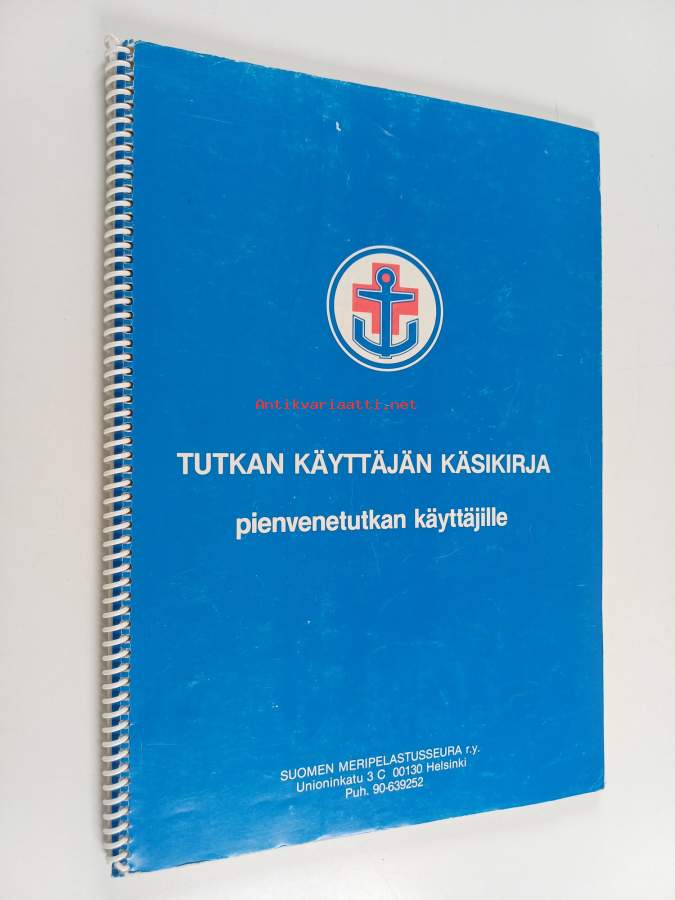 Antikvariaatti.net
TUTKAN KÄYTTÄJÄN KÄSIKIRJA
pienvenetutkan käyttäjille
SUOMEN MERIPELASTUSSEURA r.y.
Unioninkatu 3 C 00130 Helsinki
Puh. 90-639252